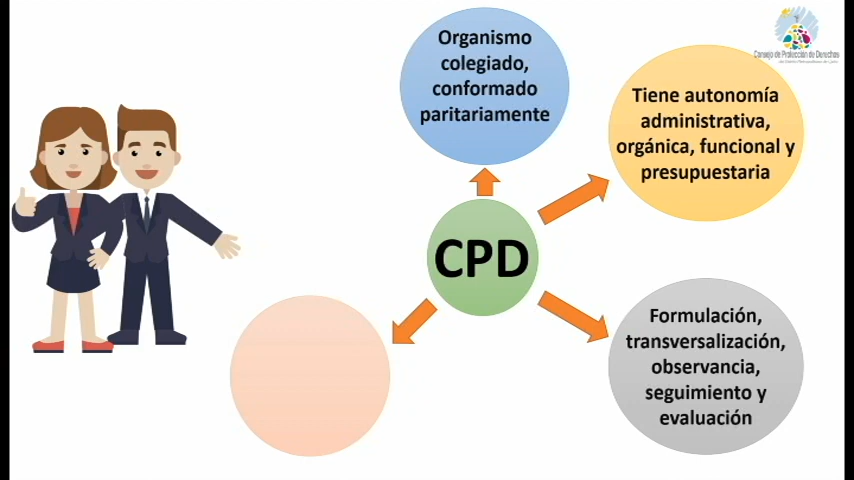 Organismo
colegiado,
conformado
paritariamente
Consejo de Protección de Derechos
Tiene autonomía
administrativa,
orgánica, funcional y
presupuestaria
CPD
Formulación,
transversalización,
observancia,
seguimiento y
evaluación